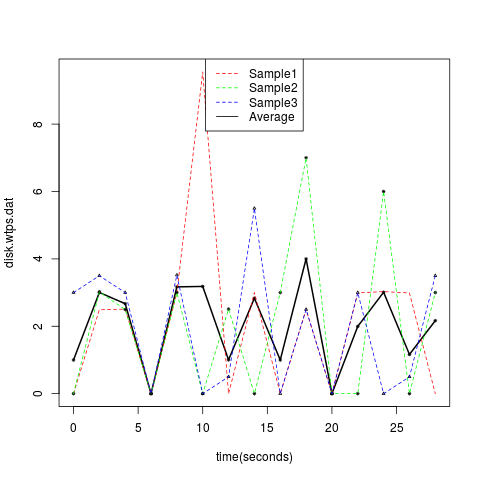 Sample1
Sample2
Sample3
Average
disk.wtps.dat
8
6
4
2
0
0 5 10 15 20 25
time(seconds)